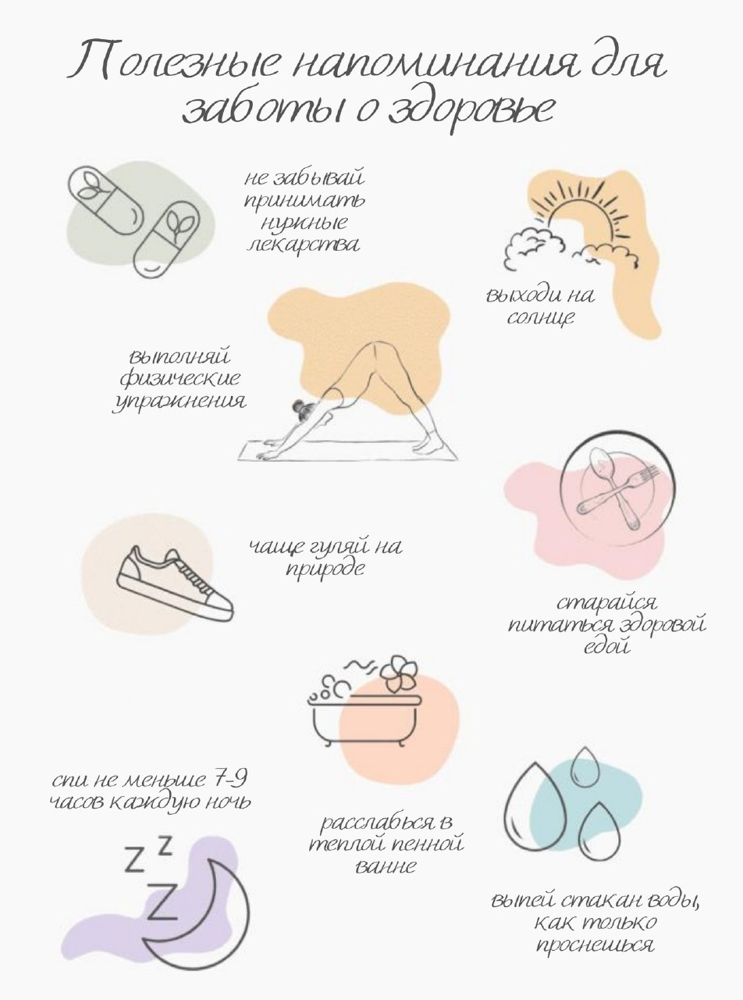 Полезные напоминания для
заботы о здоровье
не забывай
принимать
нужные
лекарства
выходи на
солнце
выполняй
физические
упражнения
чаще гуляй на
природе
старайся
питаться здоровой
едой
спи не меньше 7-9
часов каждую ночь
Z
Z
Z
расслабься в
теплой пенной
ванне
выпей стакан воды,
как только
проснешься